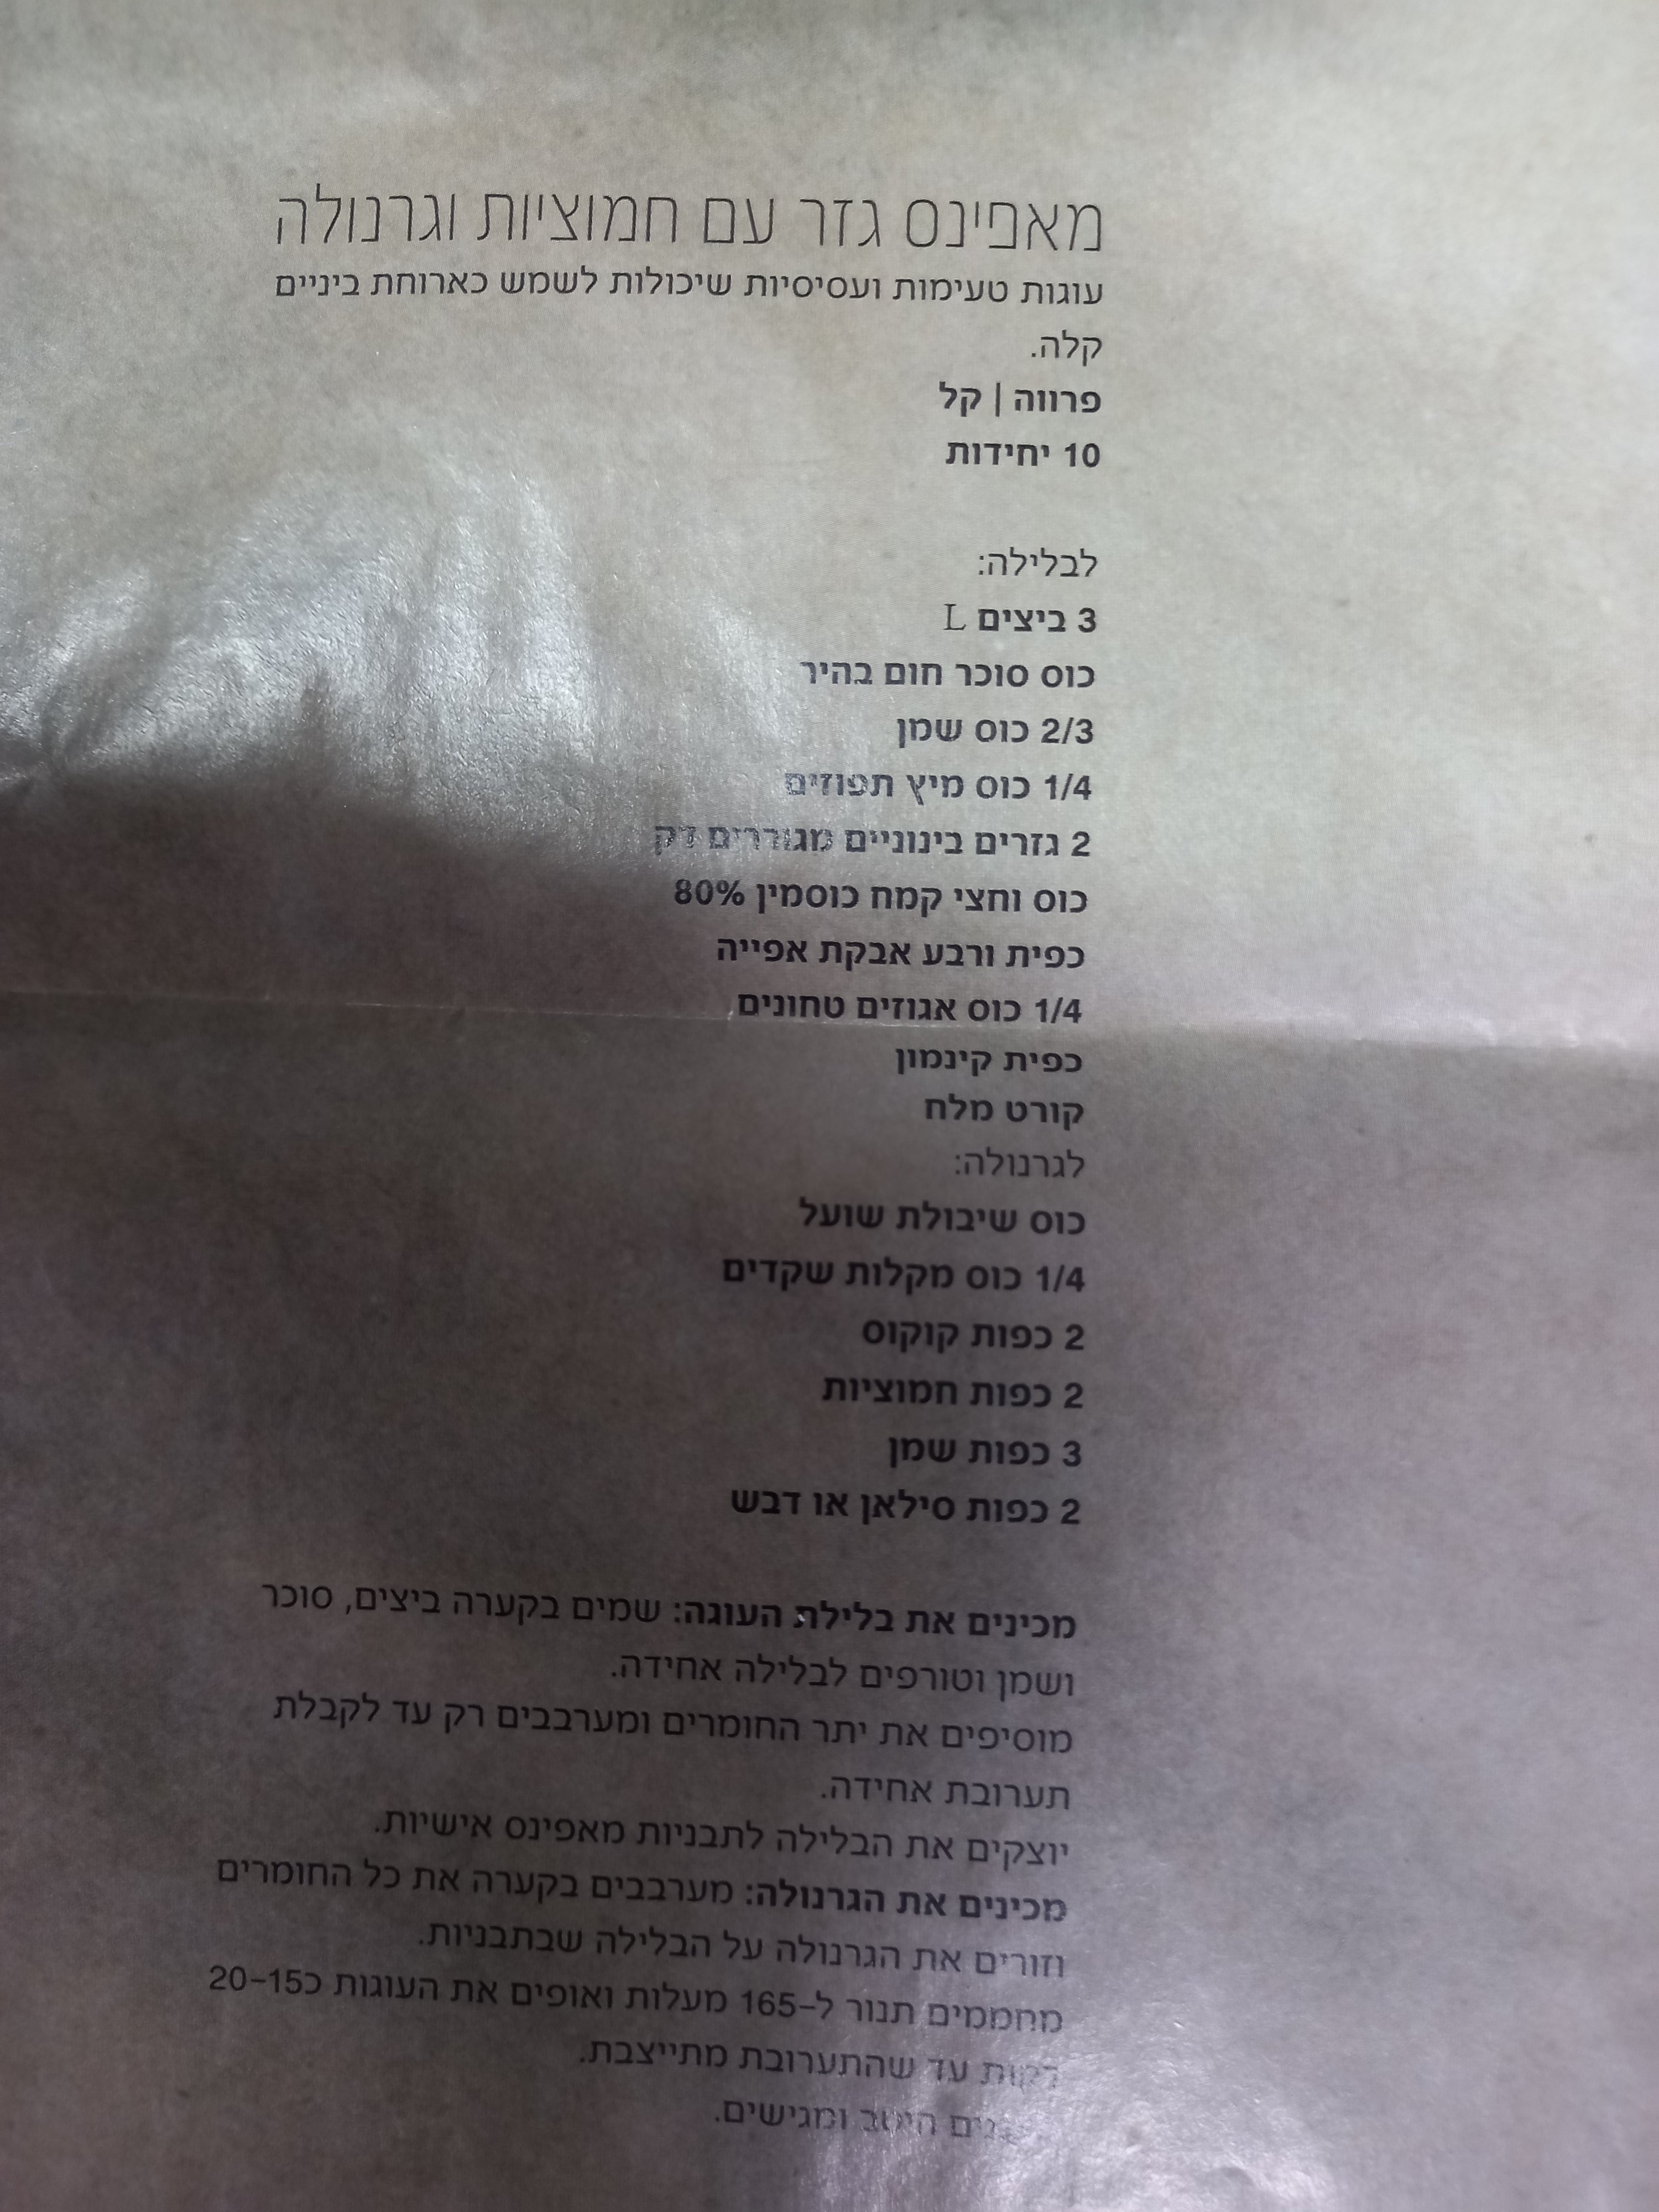 מאפינס גזר עם חמוציות וגרנולה
עוגות טעימות ועסיסיות שיכולות לשמש כארוחת ביניים
קלה.
פרווה | קל
10 יחידות
לבלילה:
3 ביצים L
כוס סוכר חום בהיר
2/3 כוס שמן
1/4 כוס מיץ תפוזים
2 גזרים בינוניים מגוררים דק
כוס וחצי קמח כוסמין 80%
כפית ורבע אבקת אפייה
1/4 כוס אגוזים טחונים
כפית קינמון
קורט מלח
לגרנולה:
כוס שיבולת שועל
1/4 כוס מקלות שקדים
2 כפות קוקוס
2 כפות חמוציות
3 כפות שמן
2 כפות סילאן או דבש
מכינים את בלילת העוגה: שמים בקערה ביצים, סוכר
ושמן וטורפים לבלילה אחידה.
מוסיפים את יתר החומרים ומערבבים רק עד לקבלת
תערובת אחידה.
יוצקים את הבלילה לתבניות מאפינס אישיות.
מכינים את הגרנולה: מערבבים בקערה את כל החומרים
וזורים את הגרנולה על הבלילה שבתבניות.
מחממים תנור ל-165 מעלות ואופים את העוגות כ15-20
דקות עד שהתערובת מתייצבת.
היטב ומגישים.